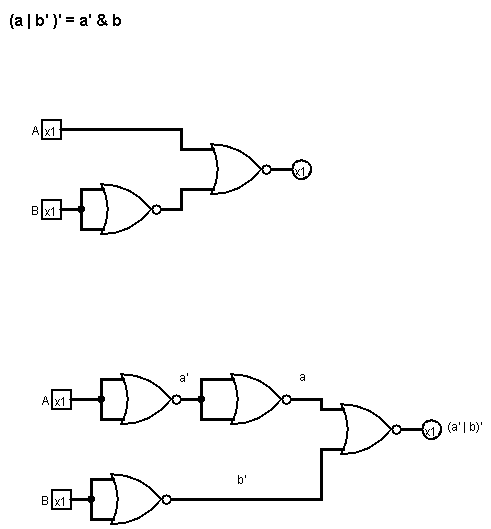 (a | b' )' = a' & b
A x1
x1
B x1
a'
a
A x1
x1 (a' | b)'
b'
B x1